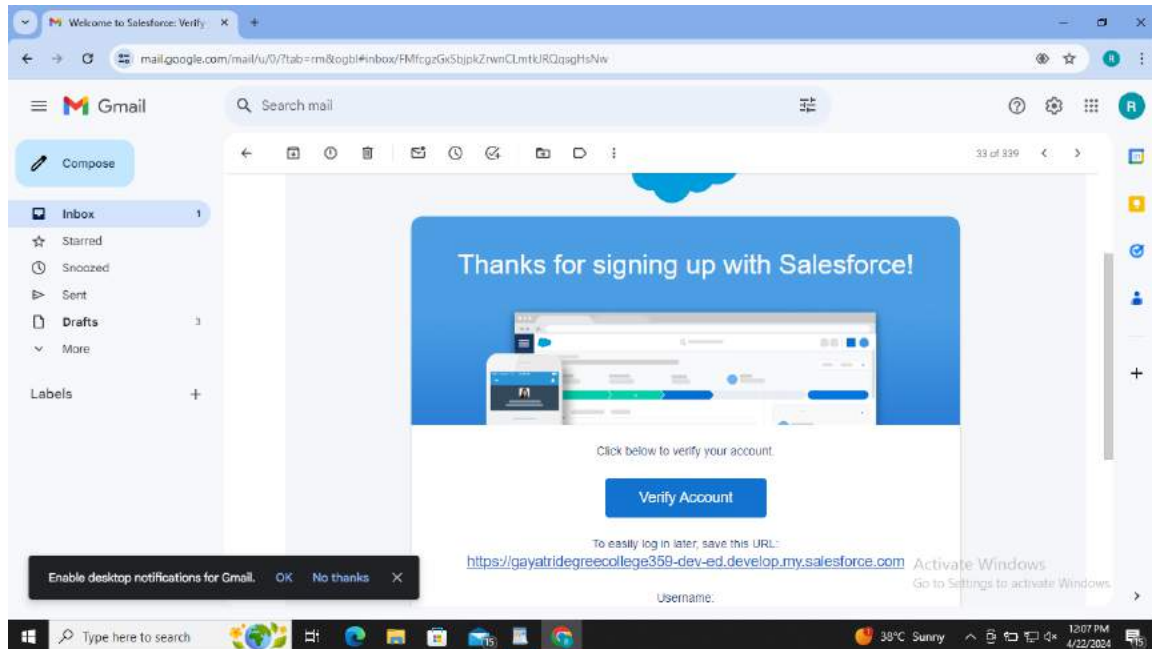 Welcome to Salesforce: Verify
mail.google.com/mail/u/0/?tab=rm&ogbl#inbox/FMfcgzGxSbjpkZrwnCLmtkJRQqsgHsNw
Gmail
Search mail
R
Compose
33 of 339
Inbox 1
Starred
Snoozed
Sent
Drafts 3
More
Labels
Thanks for signing up with Salesforce!
Click below to verify your account.
Verify Account
To easily log in later, save this URL:
https://gayatridegreecollege359-dev-ed.develop.my.salesforce.com
Username:
Activate Windows
Go to Settings to activate Windows.
Enable desktop notifications for Gmail. OK No thanks
Type here to search
38°C Sunny
12:07 PM
4/22/2024